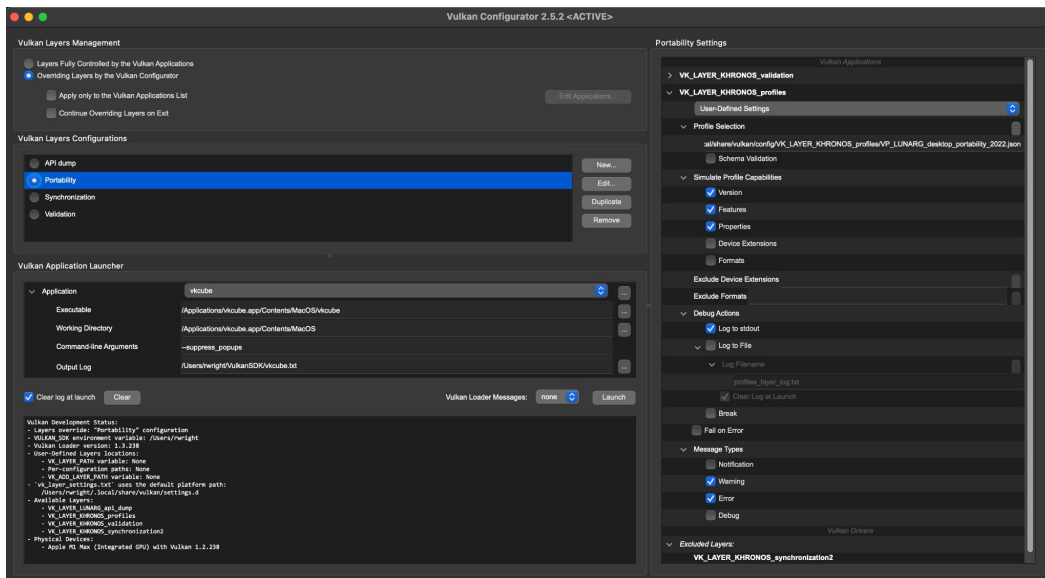 Vulkan Configurator 2.5.2 <ACTIVE>
Vulkan Layers Management
Layers Fully Controlled by the Vulkan Applications
Overriding Layers by the Vulkan Configurator
Apply only to the Vulkan Applications List
Edit Applications...
Continue Overriding Layers on Exit
Vulkan Layers Configurations
API dump
Portability
Synchronization
Validation
New...
Edit...
Duplicate
Remove
Vulkan Application Launcher
Application
vkcube
...
Executable
/Applications/vkcube.app/Contents/MacOS/vkcube
...
Working Directory
/Applications/vkcube.app/Contents/MacOS
...
Command-line Arguments
--suppress_popups
Output Log
/Users/rwright/VulkanSDK/vkcube.txt
...
Clear log at launch
Clear
Vulkan Loader Messages:
none
Launch
Vulkan Development Status:
- Layers override: "Portability" configuration
- VULKAN_SDK environment variable: /Users/rwright
- Vulkan Loader version: 1.3.238
- User-Defined Layers locations:
- VK_LAYER_PATH variable: None
- Per-configuration paths: None
- VK_ADD_LAYER_PATH variable: None
- `vk_layer_settings.txt` uses the default platform path:
/Users/rwright/.local/share/vulkan/settings.d
- Available Layers:
- VK_LAYER_LUNARG_api_dump
- VK_LAYER_KHRONOS_profiles
- VK_LAYER_KHRONOS_validation
- VK_LAYER_KHRONOS_synchronization2
- Physical Devices:
- Apple M1 Max (Integrated GPU) with Vulkan 1.2.238
Portability Settings
Vulkan Applications
VK_LAYER_KHRONOS_validation
VK_LAYER_KHRONOS_profiles
User-Defined Settings
Profile Selection
:al/share/vulkan/config/VK_LAYER_KHRONOS_profiles/VP_LUNARG_desktop_portability_2022.json
Schema Validation
Simulate Profile Capabilities
Version
Features
Properties
Device Extensions
Formats
Exclude Device Extensions
Exclude Formats
Debug Actions
Log to stdout
Log to File
Log Filename
profiles_layer_log.txt
Clear Log at Launch
Break
Fail on Error
Message Types
Notification
Warning
Error
Debug
Vulkan Drivers
Excluded Layers:
VK_LAYER_KHRONOS_synchronization2